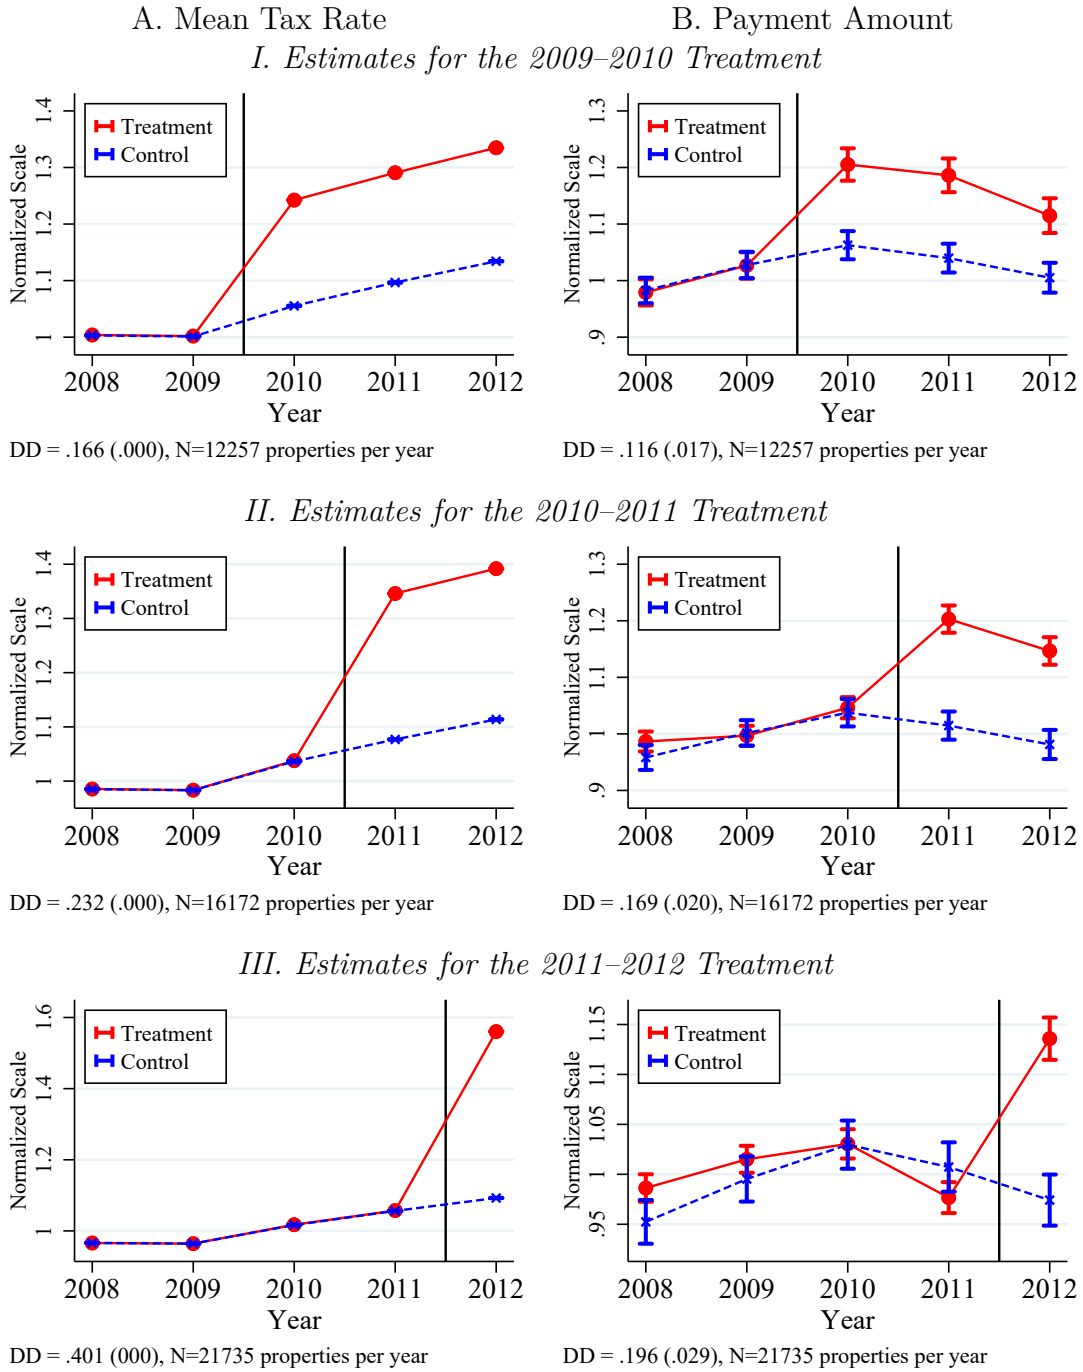 A. Mean Tax Rate
B. Payment Amount
I. Estimates for the 2009–2010 Treatment
Normalized Scale
1 1.1 1.2 1.3 1.4
Treatment
Control
2008 2009 2010 2011 2012
Year
DD = .166 (.000), N=12257 properties per year
Normalized Scale
.9 1 1.1 1.2 1.3
Treatment
Control
2008 2009 2010 2011 2012
Year
DD = .116 (.017), N=12257 properties per year
II. Estimates for the 2010–2011 Treatment
Normalized Scale
1 1.1 1.2 1.3 1.4
Treatment
Control
2008 2009 2010 2011 2012
Year
DD = .232 (.000), N=16172 properties per year
Normalized Scale
.9 1 1.1 1.2 1.3
Treatment
Control
2008 2009 2010 2011 2012
Year
DD = .169 (.020), N=16172 properties per year
III. Estimates for the 2011–2012 Treatment
Normalized Scale
1 1.2 1.4 1.6
Treatment
Control
2008 2009 2010 2011 2012
Year
DD = .401 (000), N=21735 properties per year
Normalized Scale
.95 1 1.05 1.1 1.15
Treatment
Control
2008 2009 2010 2011 2012
Year
DD = .196 (.029), N=21735 properties per year